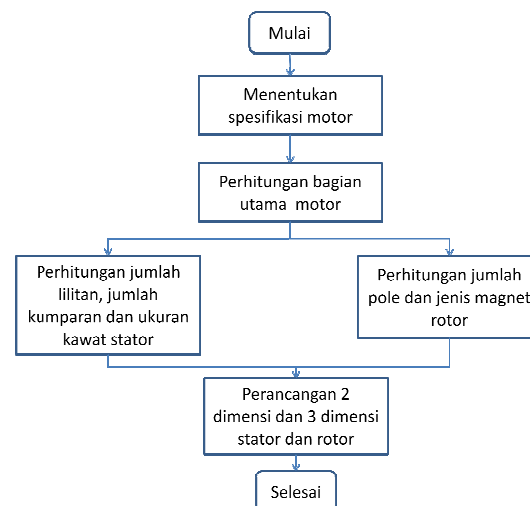 Mulai
Menentukan
spesifikasi motor
Perhitungan bagian
utama motor
Perhitungan jumlah
lilitan, jumlah
kumparan dan ukuran
kawat stator
Perhitungan jumlah
pole dan jenis magnet
rotor
Perancangan 2
dimensi dan 3 dimensi
stator dan rotor
Selesai